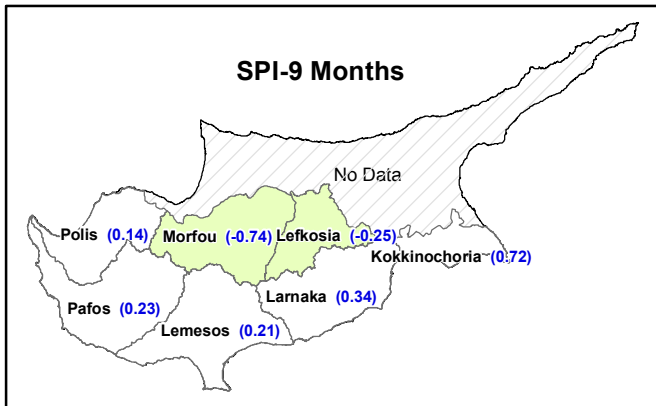 SPI-9 Months
No Data
Polis (0.14)
Morfou (-0.74)
Lefkosia (-0.25)
Kokkinochoria (0.72)
Pafos (0.23)
Larnaka (0.34)
Lemesos (0.21)